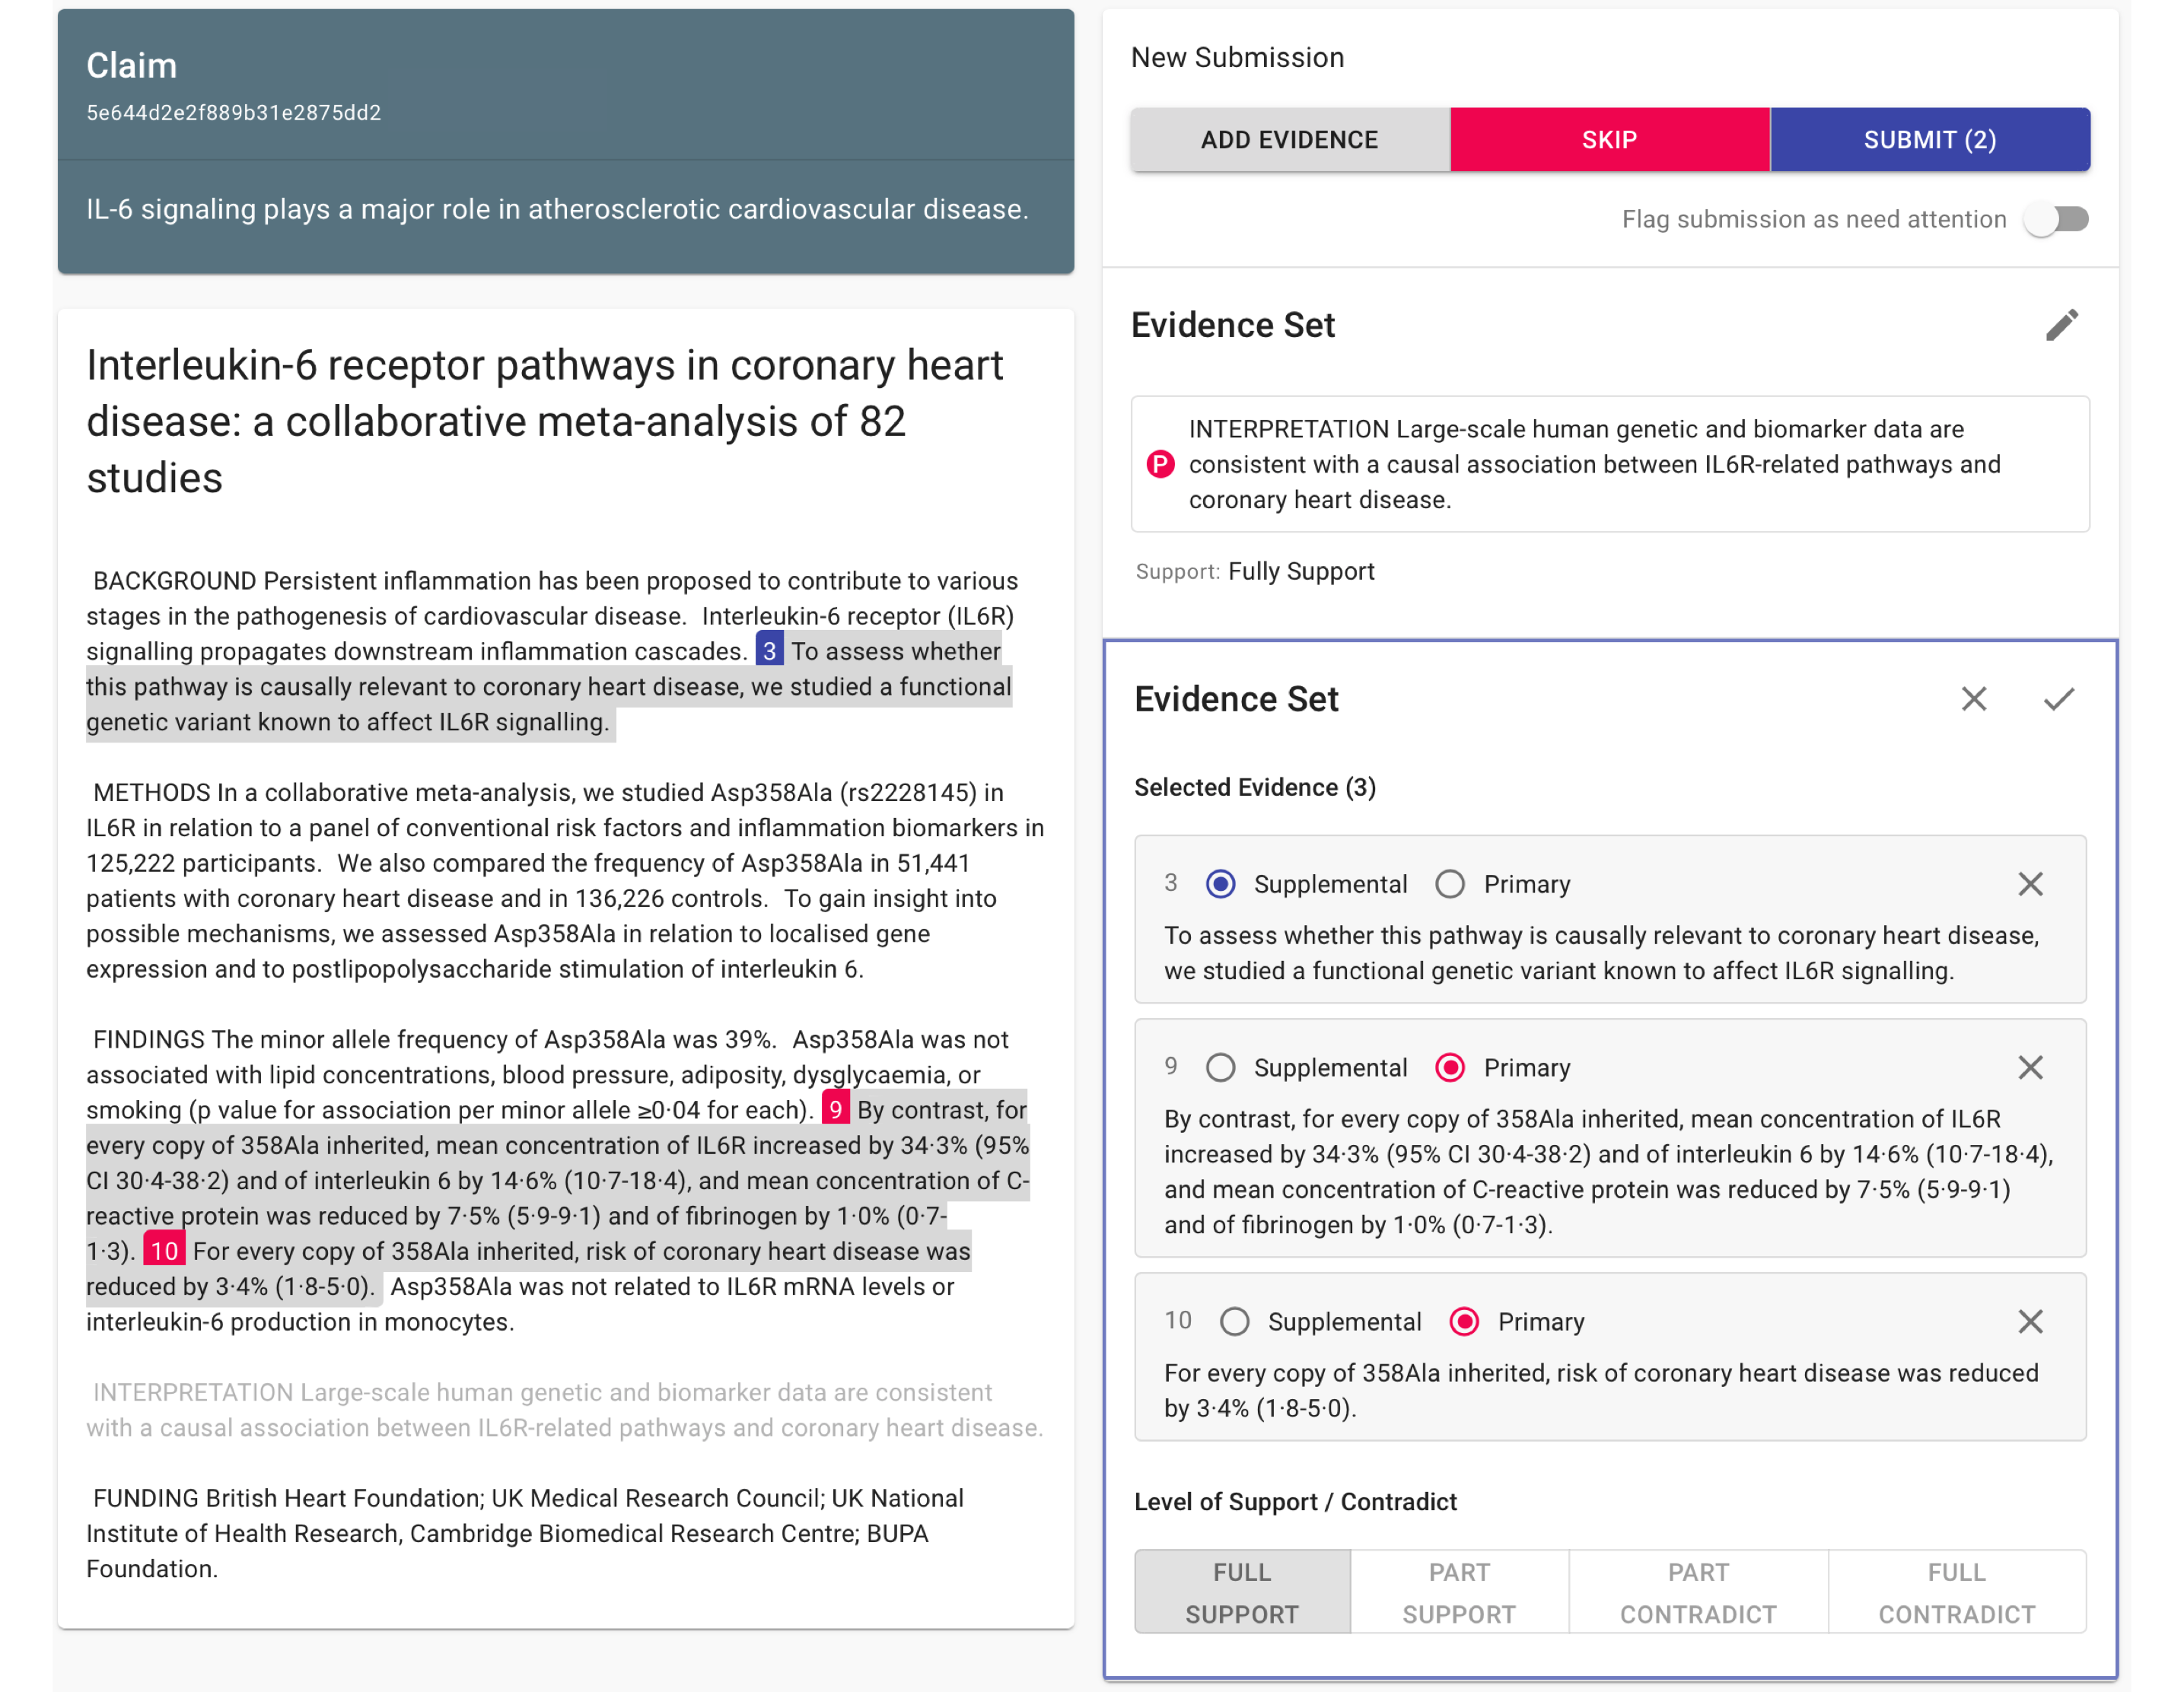 Claim
5e644d2e2f889b31e2875dd2
IL-6 signaling plays a major role in atherosclerotic cardiovascular disease.
Interleukin-6 receptor pathways in coronary heart
disease: a collaborative meta-analysis of 82
studies
BACKGROUND Persistent inflammation has been proposed to contribute to various
stages in the pathogenesis of cardiovascular disease. Interleukin-6 receptor (IL6R)
signalling propagates downstream inflammation cascades. 3 To assess whether
this pathway is causally relevant to coronary heart disease, we studied a functional
genetic variant known to affect IL6R signalling.
METHODS In a collaborative meta-analysis, we studied Asp358Ala (rs2228145) in
IL6R in relation to a panel of conventional risk factors and inflammation biomarkers in
125,222 participants. We also compared the frequency of Asp358Ala in 51,441
patients with coronary heart disease and in 136,226 controls. To gain insight into
possible mechanisms, we assessed Asp358Ala in relation to localised gene
expression and to postlipopolysaccharide stimulation of interleukin 6.
FINDINGS The minor allele frequency of Asp358Ala was 39%. Asp358Ala was not
associated with lipid concentrations, blood pressure, adiposity, dysglycaemia, or
smoking (p value for association per minor allele ≥0·04 for each). 9 By contrast, for
every copy of 358Ala inherited, mean concentration of IL6R increased by 34·3% (95%
CI 30·4-38·2) and of interleukin 6 by 14·6% (10·7-18·4), and mean concentration of C-
reactive protein was reduced by 7·5% (5·9-9·1) and of fibrinogen by 1·0% (0·7-
1·3). 10 For every copy of 358Ala inherited, risk of coronary heart disease was
reduced by 3·4% (1·8-5·0). Asp358Ala was not related to IL6R mRNA levels or
interleukin-6 production in monocytes.
INTERPRETATION Large-scale human genetic and biomarker data are consistent
with a causal association between IL6R-related pathways and coronary heart disease.
FUNDING British Heart Foundation; UK Medical Research Council; UK National
Institute of Health Research, Cambridge Biomedical Research Centre; BUPA
Foundation.
New Submission
ADD EVIDENCE SKIP SUBMIT (2)
Flag submission as need attention
Evidence Set
INTERPRETATION Large-scale human genetic and biomarker data are
P consistent with a causal association between IL6R-related pathways and
coronary heart disease.
Support: Fully Support
Evidence Set
Selected Evidence (3)
3 Supplemental Primary
To assess whether this pathway is causally relevant to coronary heart disease,
we studied a functional genetic variant known to affect IL6R signalling.
9 Supplemental Primary
By contrast, for every copy of 358Ala inherited, mean concentration of IL6R
increased by 34·3% (95% CI 30·4-38·2) and of interleukin 6 by 14·6% (10·7-18·4),
and mean concentration of C-reactive protein was reduced by 7·5% (5·9-9·1)
and of fibrinogen by 1·0% (0·7-1·3).
10 Supplemental Primary
For every copy of 358Ala inherited, risk of coronary heart disease was reduced
by 3·4% (1·8-5·0).
Level of Support / Contradict
FULL PART PART FULL
SUPPORT SUPPORT CONTRADICT CONTRADICT